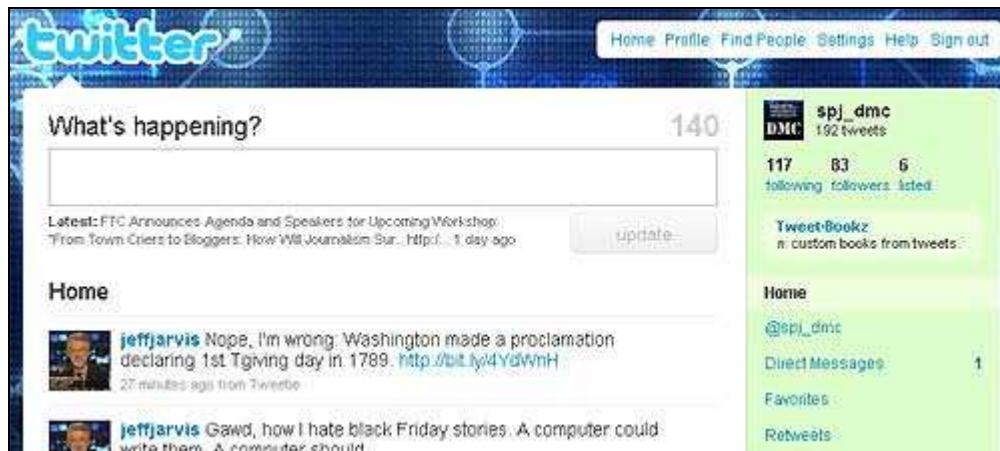 twitter
Home Profile Find People Settings Help Sign out
What's happening?
140
Latest: FTC Announces Agenda and Speakers for Upcoming Workshop:
"From Town Criers to Bloggers: How Will Journalism Sur... http:/... 1 day ago
update
Home
jeffjarvis Nope, I'm wrong: Washington made a proclamation
declaring 1st Tgiving day in 1789. http://bit.ly/4YdWnH
27 minutes ago from Tweetie
jeffjarvis Gawd, how I hate black Friday stories. A computer could
write them. A computer should.
DMC
spj_dmc
192 tweets
117 83 6
following followers listed
Tweet•Bookz
n: custom books from tweets
Home
@spj_dmc
Direct Messages 1
Favorites
Retweets